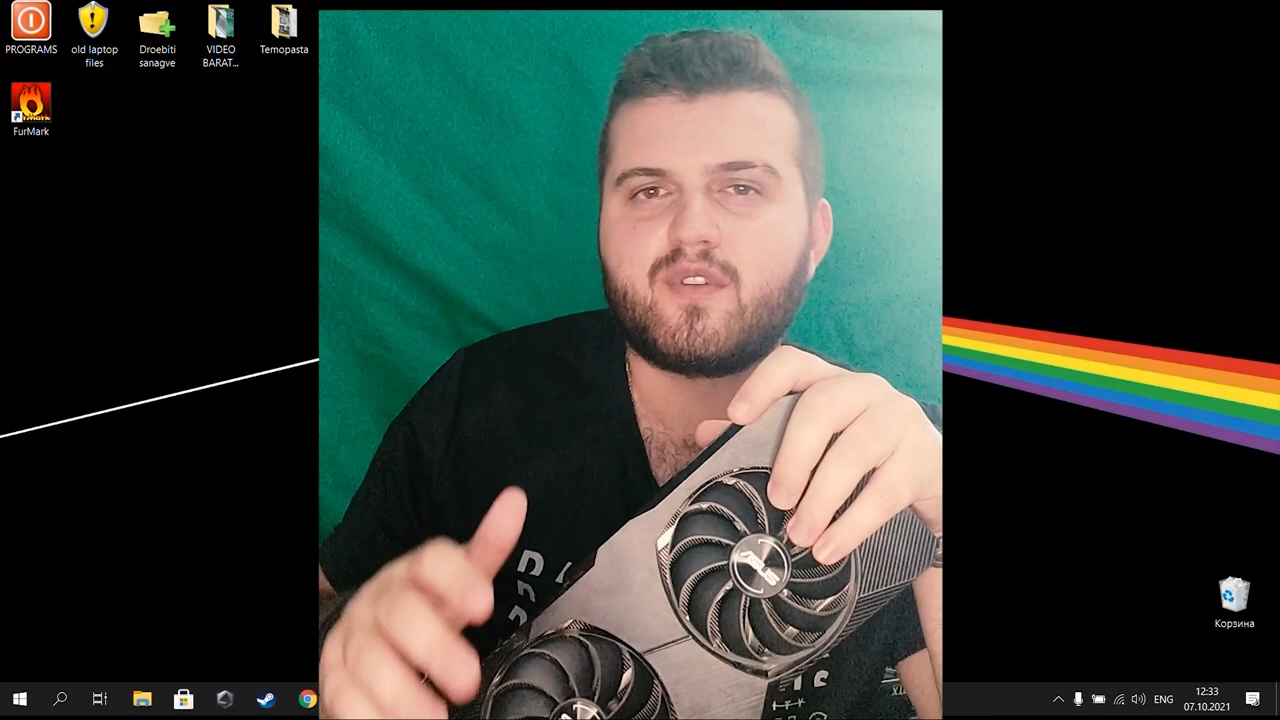 PROGRAMS
old laptop
files
Droebiti
sanagve
VIDEO
BARAT...
Temopasta
FurMark
ASUS
Корзина
ENG
12:33
07.10.2021